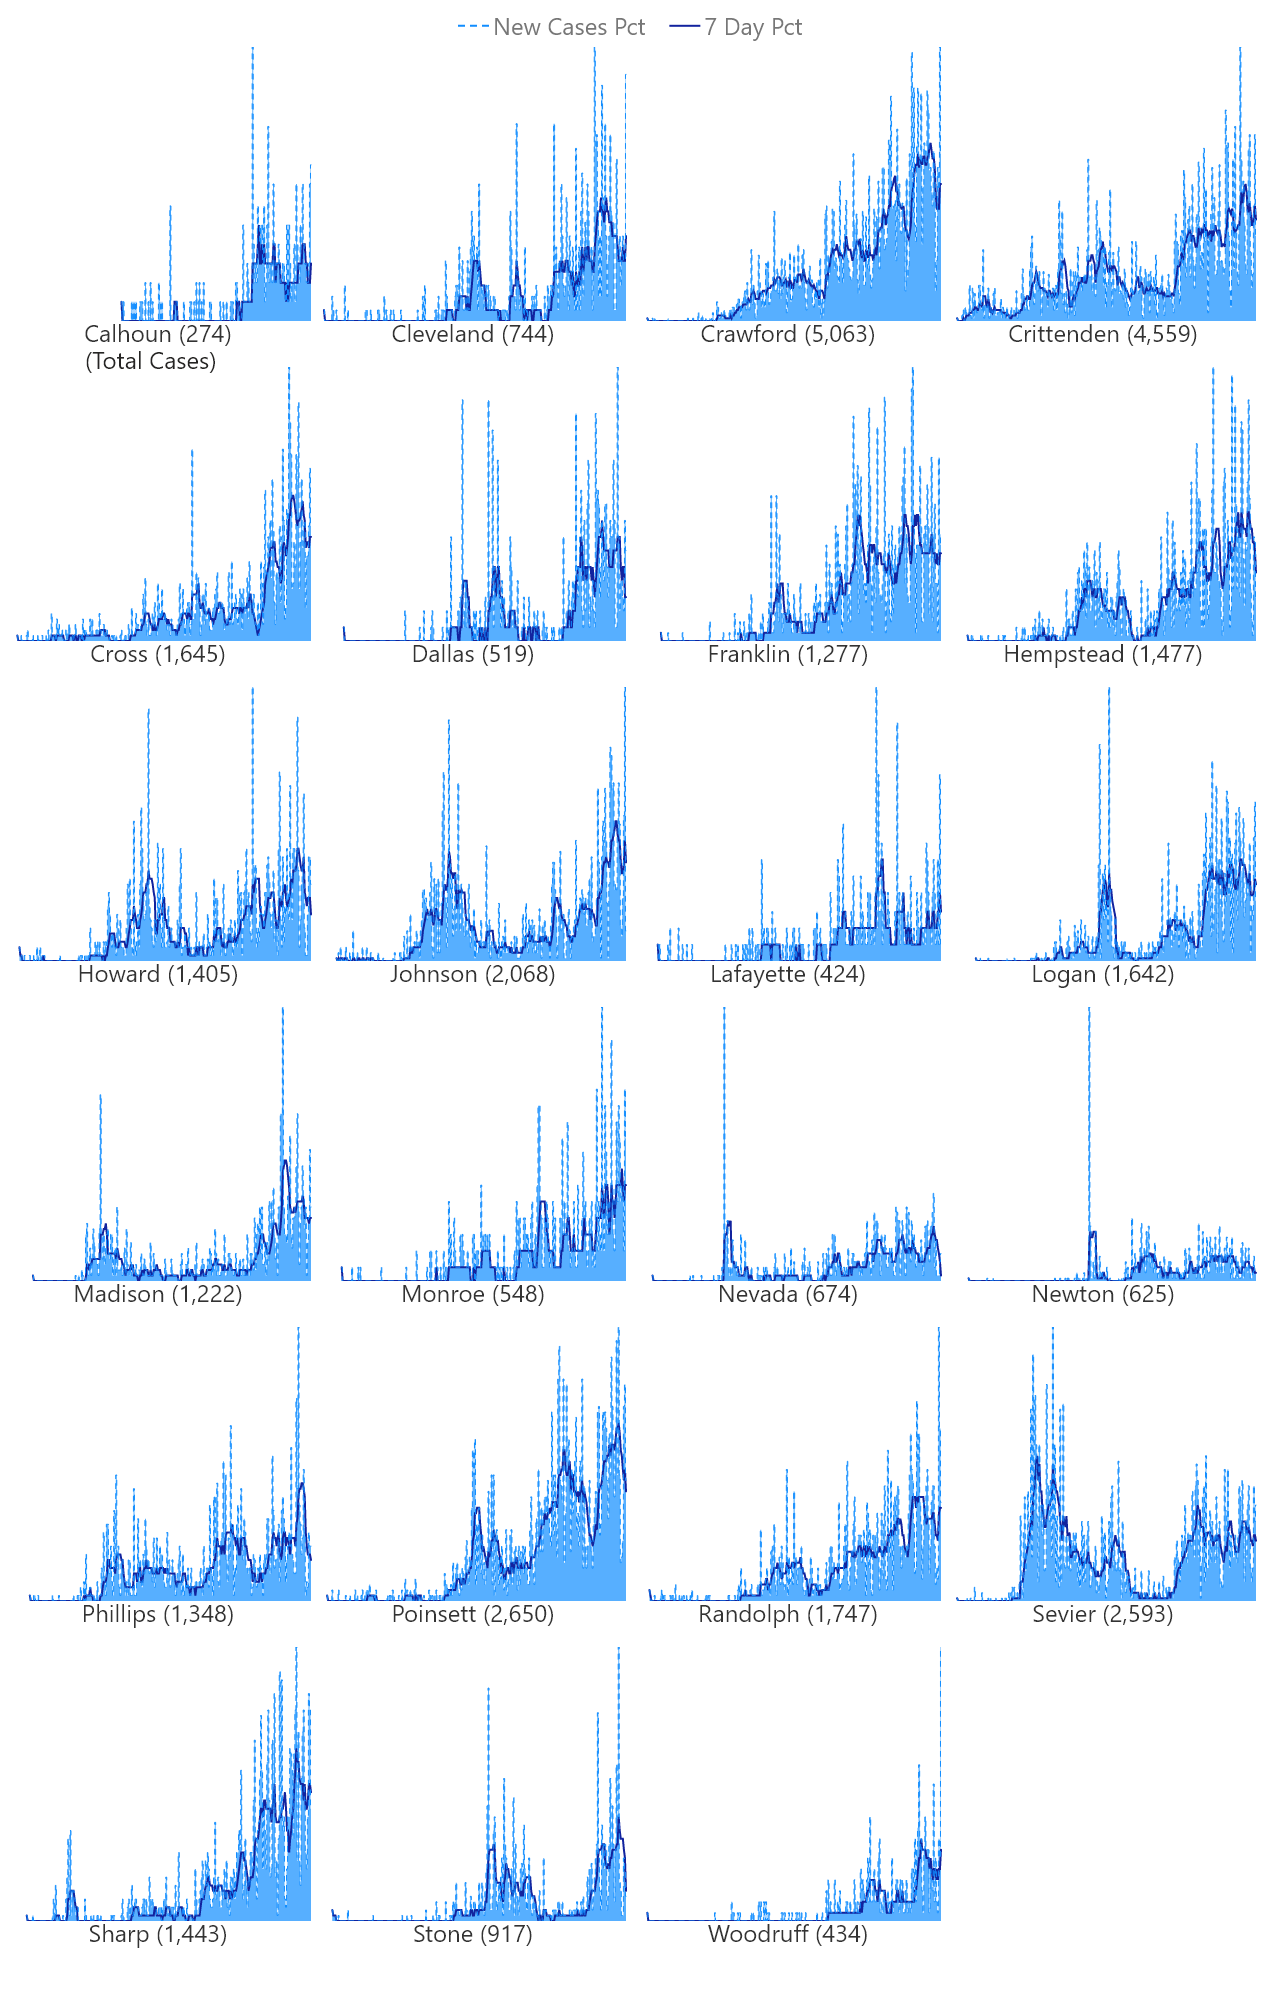 New Cases Pct 7 Day Pct
Calhoun (274) Cleveland (744) Crawford (5,063) Crittenden (4,559)
(Total Cases)
Cross (1,645) Dallas (519) Franklin (1,277) Hempstead (1,477)
Howard (1,405) Johnson (2,068) Lafayette (424) Logan (1,642)
Madison (1,222) Monroe (548) Nevada (674) Newton (625)
Phillips (1,348) Poinsett (2,650) Randolph (1,747) Sevier (2,593)
Sharp (1,443) Stone (917) Woodruff (434)